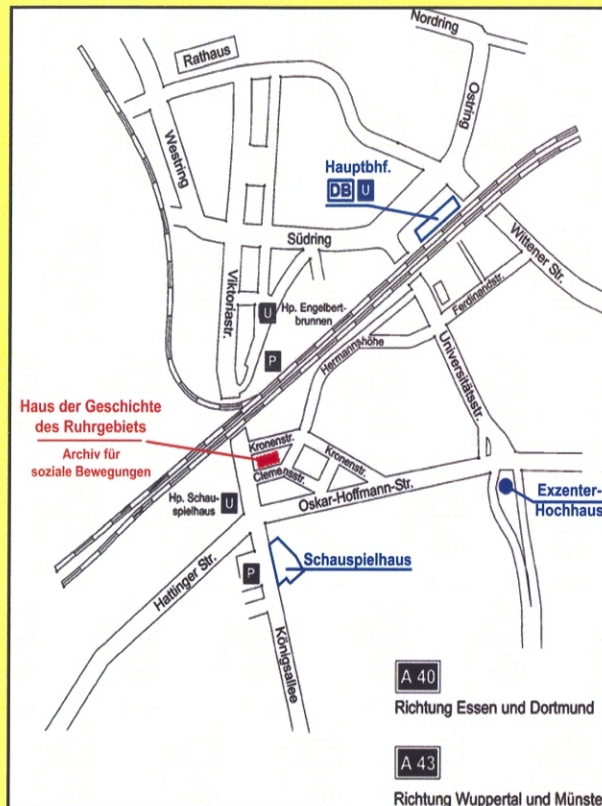 Nordring
Rathaus
Ostring
Westring
Hauptbhf.
DB U
Südring
Wittener Str.
Viktoriastr.
U Hp. Engelbert-
brunnen
Ferdinandstr.
P
Hermannshöhe
Universitätsstr.
Haus der Geschichte
des Ruhrgebiets
Archiv für
soziale Bewegungen
Kronenstr.
Kronenstr.
Clemensstr.
Hp. Schau-
spielhaus
U
Oskar-Hoffmann-Str.
Exzenter-
Hochhaus
Schauspielhaus
P
Hattinger Str.
Königsallee
A 40
Richtung Essen und Dortmund
A 43
Richtung Wuppertal und Münste